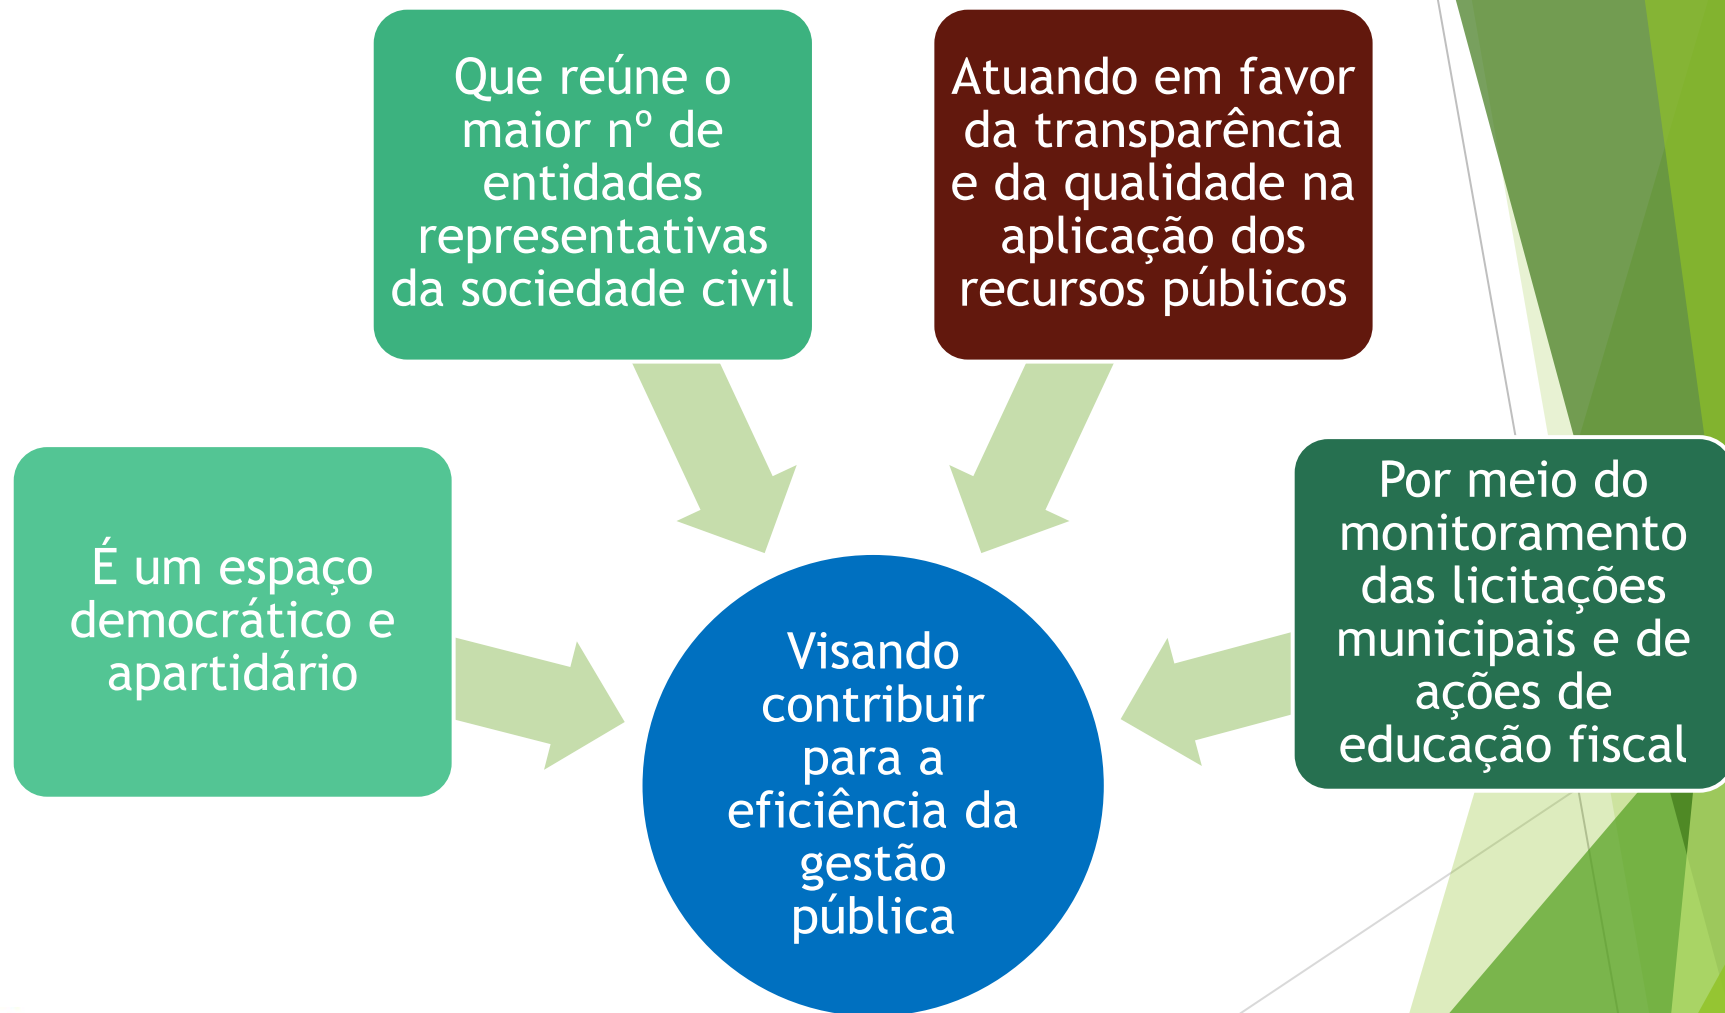 Que reúne o
maior nº de
entidades
representativas
da sociedade civil
Atuando em favor
da transparência
e da qualidade na
aplicação dos
recursos públicos
É um espaço
democrático e
apartidário
Por meio do
monitoramento
das licitações
municipais e de
ações de
educação fiscal
Visando
contribuir
para a
eficiência da
gestão
pública